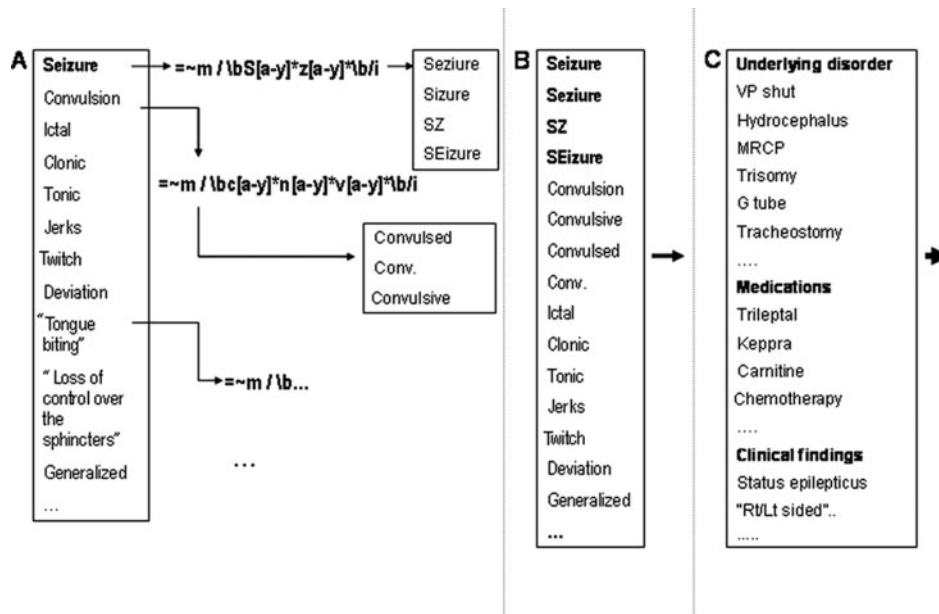 A
Seizure
Convulsion
Ictal
Clonic
Tonic
Jerks
Twitch
Deviation
“Tongue
biting”
“ Loss of
control over
the
sphincters”
Generalized
...
=~m / \bS[a-y]*z[a-y]*\b/i
Seziure
Sizure
SZ
SEizure
=~m / \bc[a-y]*n[a-y]*v[a-y]*\b/i
Convulsed
Conv.
Convulsive
=~m / \b...
...
B
Seizure
Seziure
SZ
SEizure
Convulsion
Convulsive
Convulsed
Conv.
Ictal
Clonic
Tonic
Jerks
Twitch
Deviation
Generalized
...
C
Underlying disorder
VP shut
Hydrocephalus
MRCP
Trisomy
G tube
Tracheostomy
....
Medications
Trileptal
Keppra
Carnitine
Chemotherapy
....
Clinical findings
Status epilepticus
"Rt/Lt sided"..
.....